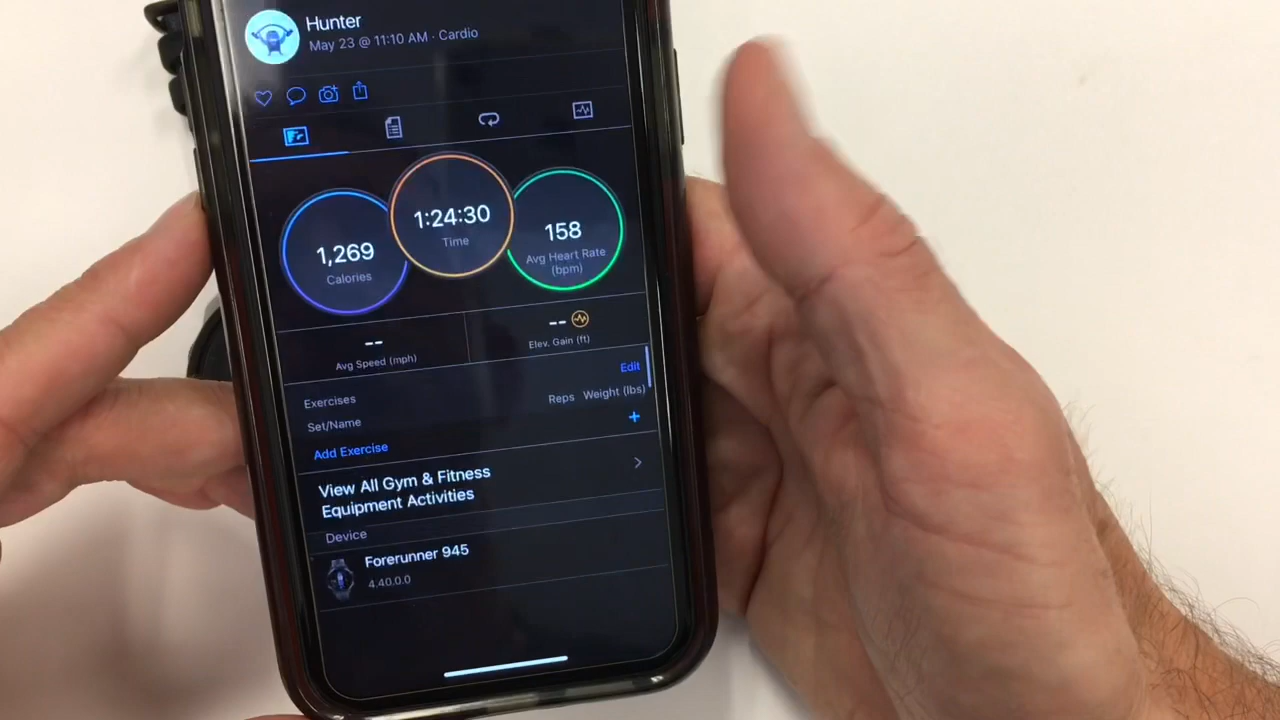 Hunter
May 23 @ 11:10 AM · Cardio
1,269
Calories
1:24:30
Time
158
Avg Heart Rate
(bpm)
--
Avg Speed (mph)
--
Elev. Gain (ft)
Edit
Exercises
Reps Weight (lbs)
Set/Name
+
Add Exercise
View All Gym & Fitness
Equipment Activities
Device
Forerunner 945
4.40.0.0